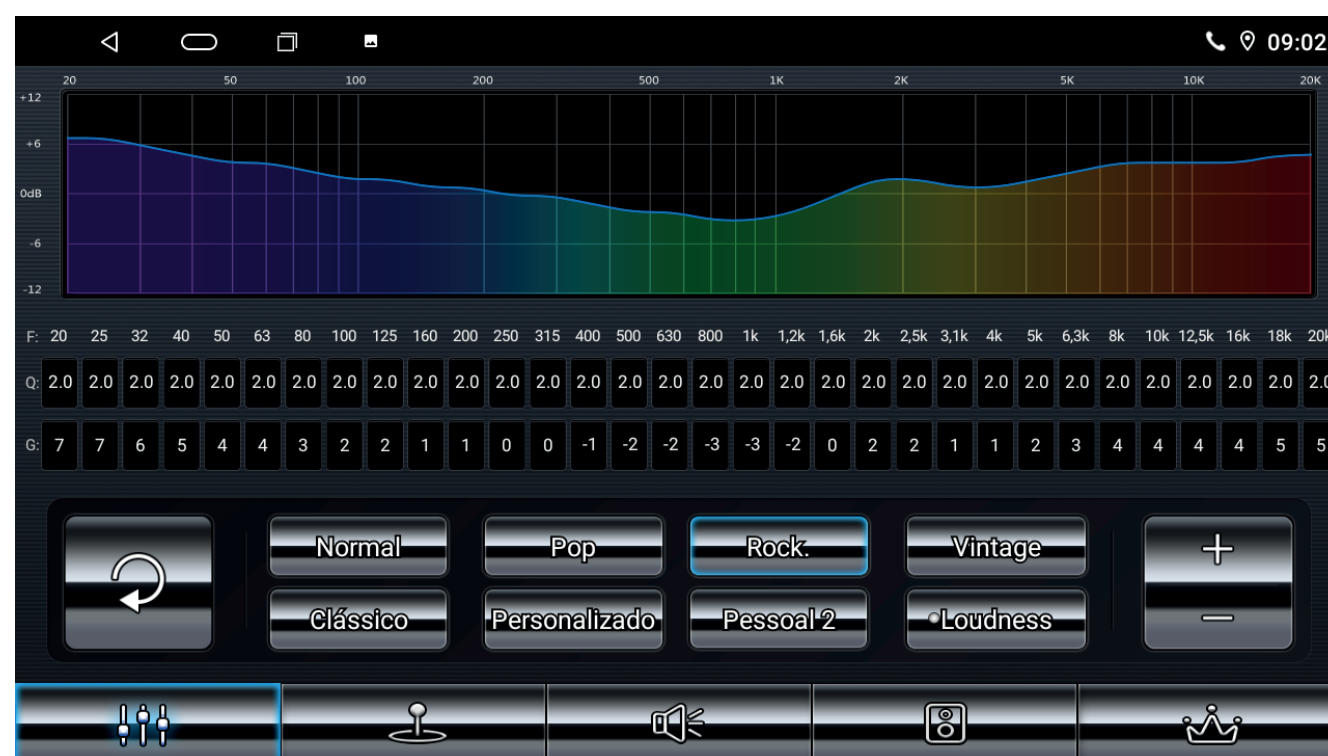 09:02
20 50 100 200 500 1K 2K 5K 10K 20K
+12
+6
0dB
-6
-12
F: 20 25 32 40 50 63 80 100 125 160 200 250 315 400 500 630 800 1k 1,2k 1,6k 2k 2,5k 3,1k 4k 5k 6,3k 8k 10k 12,5k 16k 18k 20k
Q: 2.0 2.0 2.0 2.0 2.0 2.0 2.0 2.0 2.0 2.0 2.0 2.0 2.0 2.0 2.0 2.0 2.0 2.0 2.0 2.0 2.0 2.0 2.0 2.0 2.0 2.0 2.0 2.0 2.0 2.0 2.0 2.0
G: 7 7 6 5 4 4 3 2 2 1 1 0 0 -1 -2 -2 -3 -3 -2 0 2 2 1 1 2 3 4 4 4 4 5 5
Normal Pop Rock. Vintage
Clássico Personalizado Pessoal 2 Loudness